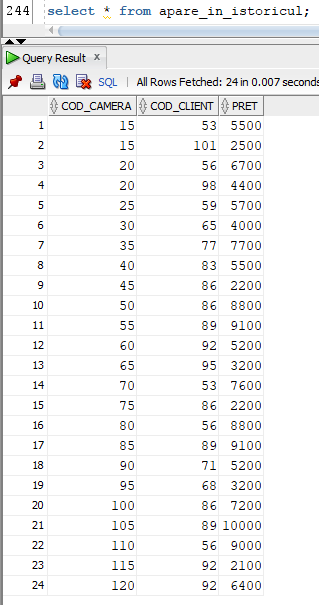 244 select * from apare_in_istoricul;
Query Result x
SQL | All Rows Fetched: 24 in 0.007 seconds
COD_CAMERA COD_CLIENT PRET
1 15 53 5500
2 15 101 2500
3 20 56 6700
4 20 98 4400
5 25 59 5700
6 30 65 4000
7 35 77 7700
8 40 83 5500
9 45 86 2200
10 50 86 8800
11 55 89 9100
12 60 92 5200
13 65 95 3200
14 70 53 7600
15 75 86 2200
16 80 56 8800
17 85 89 9100
18 90 71 5200
19 95 68 3200
20 100 86 7200
21 105 89 10000
22 110 56 9000
23 115 92 2100
24 120 92 6400